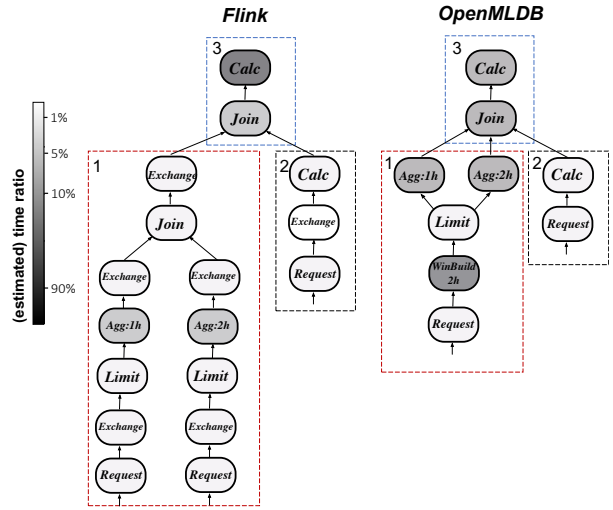 Flink
OpenMLDB
(estimated) time ratio
1%
5%
10%
90%
3
Calc
Join
1
Exchange
Join
Exchange
Exchange
Agg:1h
Agg:2h
Limit
Limit
Exchange
Exchange
Request
Request
2
Calc
Exchange
Request
3
Calc
Join
1
Agg:1h
Agg:2h
Limit
WinBuild
2h
Request
2
Calc
Request